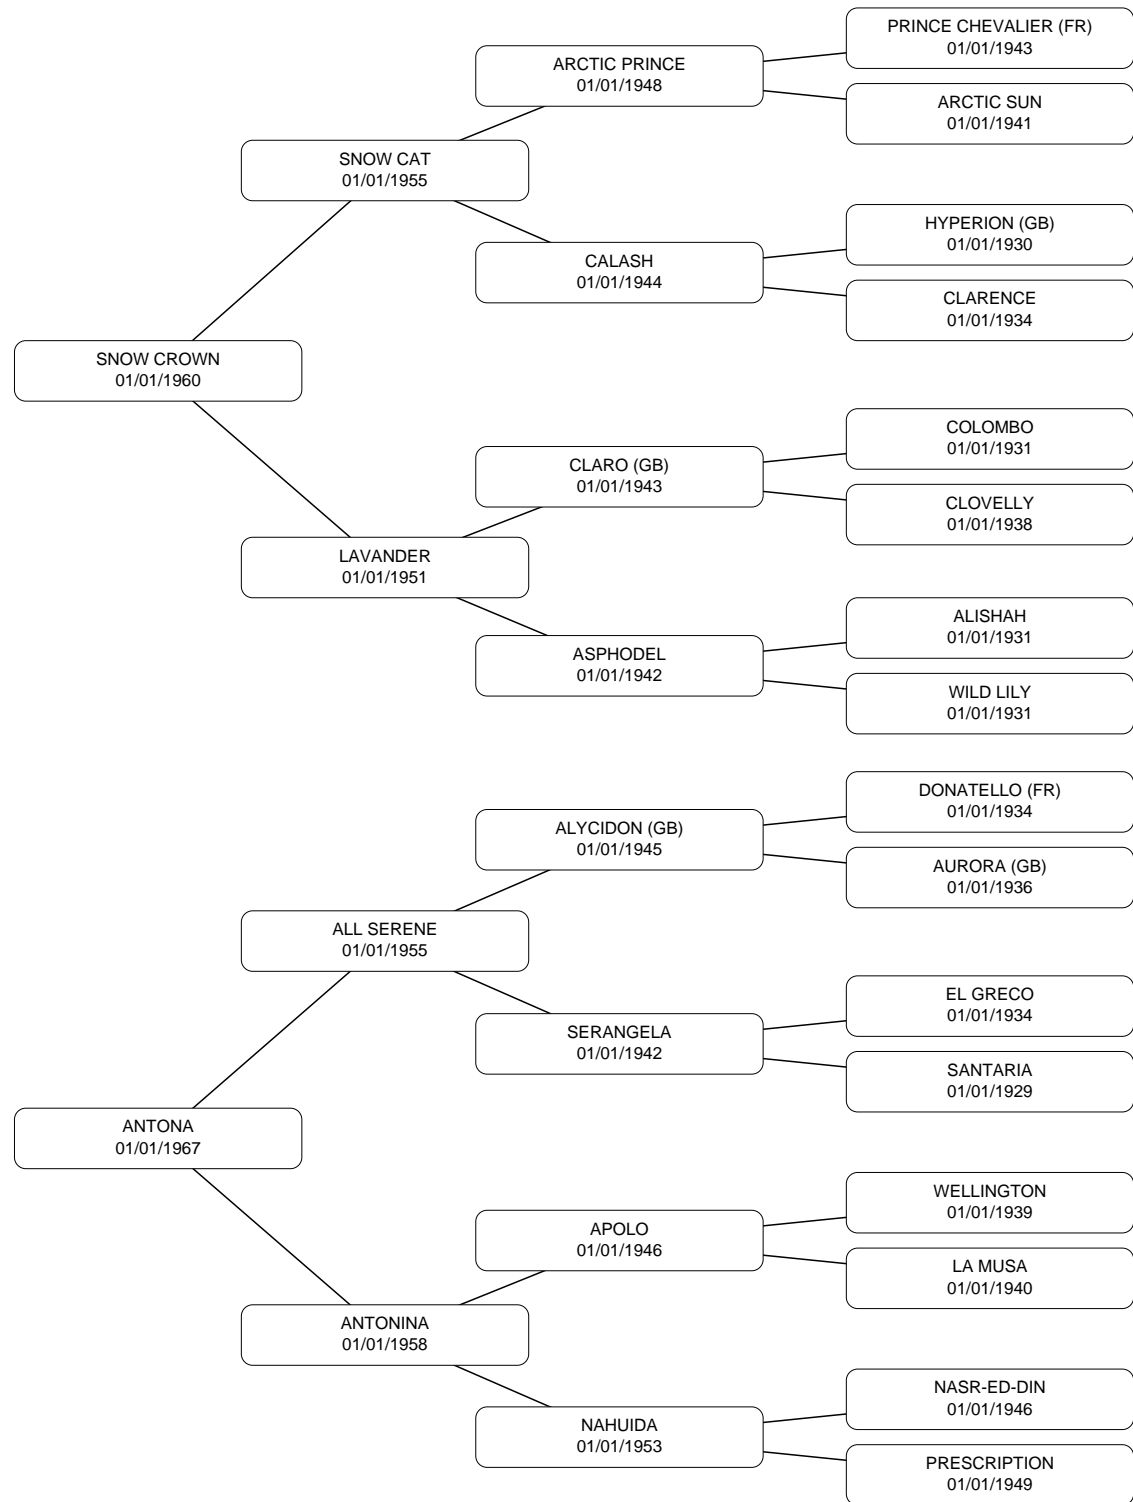 PRINCE CHEVALIER (FR)
01/01/1943
ARCTIC PRINCE
01/01/1948
ARCTIC SUN
01/01/1941
SNOW CAT
01/01/1955
HYPERION (GB)
01/01/1930
CALASH
01/01/1944
CLARENCE
01/01/1934
SNOW CROWN
01/01/1960
COLOMBO
01/01/1931
CLARO (GB)
01/01/1943
CLOVELLY
01/01/1938
LAVANDER
01/01/1951
ALISHAH
01/01/1931
ASPHODEL
01/01/1942
WILD LILY
01/01/1931
DONATELLO (FR)
01/01/1934
ALYCIDON (GB)
01/01/1945
AURORA (GB)
01/01/1936
ALL SERENE
01/01/1955
EL GRECO
01/01/1934
SERANGELA
01/01/1942
SANTARIA
01/01/1929
ANTONA
01/01/1967
WELLINGTON
01/01/1939
APOLO
01/01/1946
LA MUSA
01/01/1940
ANTONINA
01/01/1958
NASR-ED-DIN
01/01/1946
NAHUIDA
01/01/1953
PRESCRIPTION
01/01/1949